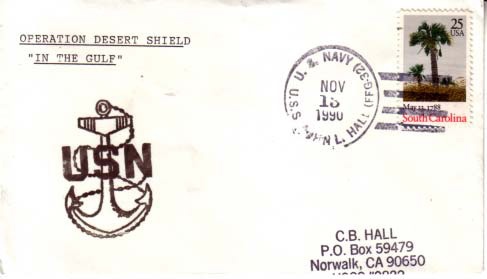 OPERATION DESERT SHIELD
"IN THE GULF"
USN
U.S. NAVY
NOV
13
1990
U.S.S. JOHN L. HALL (FFG-32)
25
USA
May 23, 1788
South Carolina
C.B. HALL
P.O. Box 59479
Norwalk, CA 90650